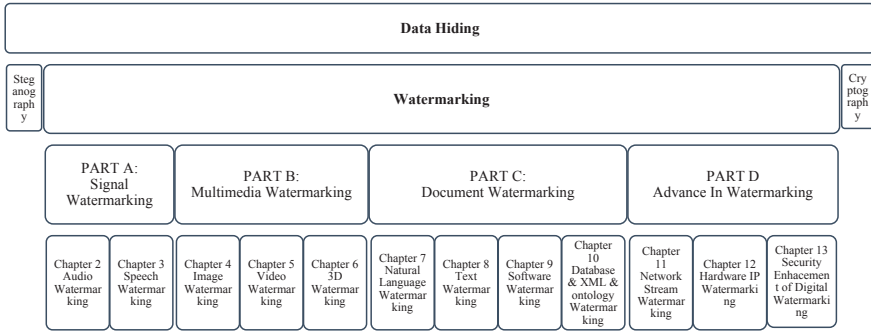 Data Hiding
Steg
anog
raph
y
Watermarking
Cry
ptog
raph
y
PART A:
Signal
Watermarking
PART B:
Multimedia Watermarking
PART C:
Document Watermarking
PART D
Advance In Watermarking
Chapter 2
Audio
Watermar
king
Chapter 3
Speech
Watermar
king
Chapter 4
Image
Watermar
king
Chapter 5
Video
Watermar
king
Chapter 6
3D
Watermar
king
Chapter 7
Natural
Language
Watermar
king
Chapter 8
Text
Watermar
king
Chapter 9
Software
Watermar
king
Chapter
10
Database
& XML &
ontology
Watermar
king
Chapter
11
Network
Stream
Watermar
king
Chapter 12
Hardware IP
Watermarki
ng
Chapter 13
Security
Enhacemen
t of Digital
Watermarki
ng